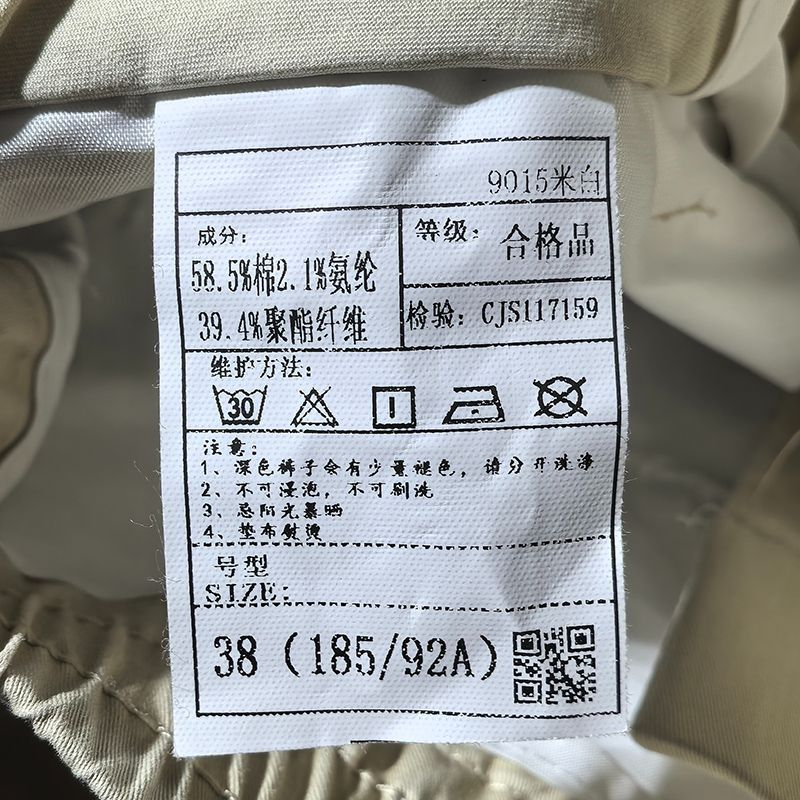 9015米白
成分:
58.5%棉2.1%氨纶
39.4%聚酯纤维
等级:
合格品
检验: CJS117159
维护方法:
30
注意:
1、深色裤子会有少量褪色, 请分开洗涤
2、不可浸泡, 不可刷洗
3、忌阳光暴晒
4、垫布熨烫
号型
SIZE:
38 (185/92A)